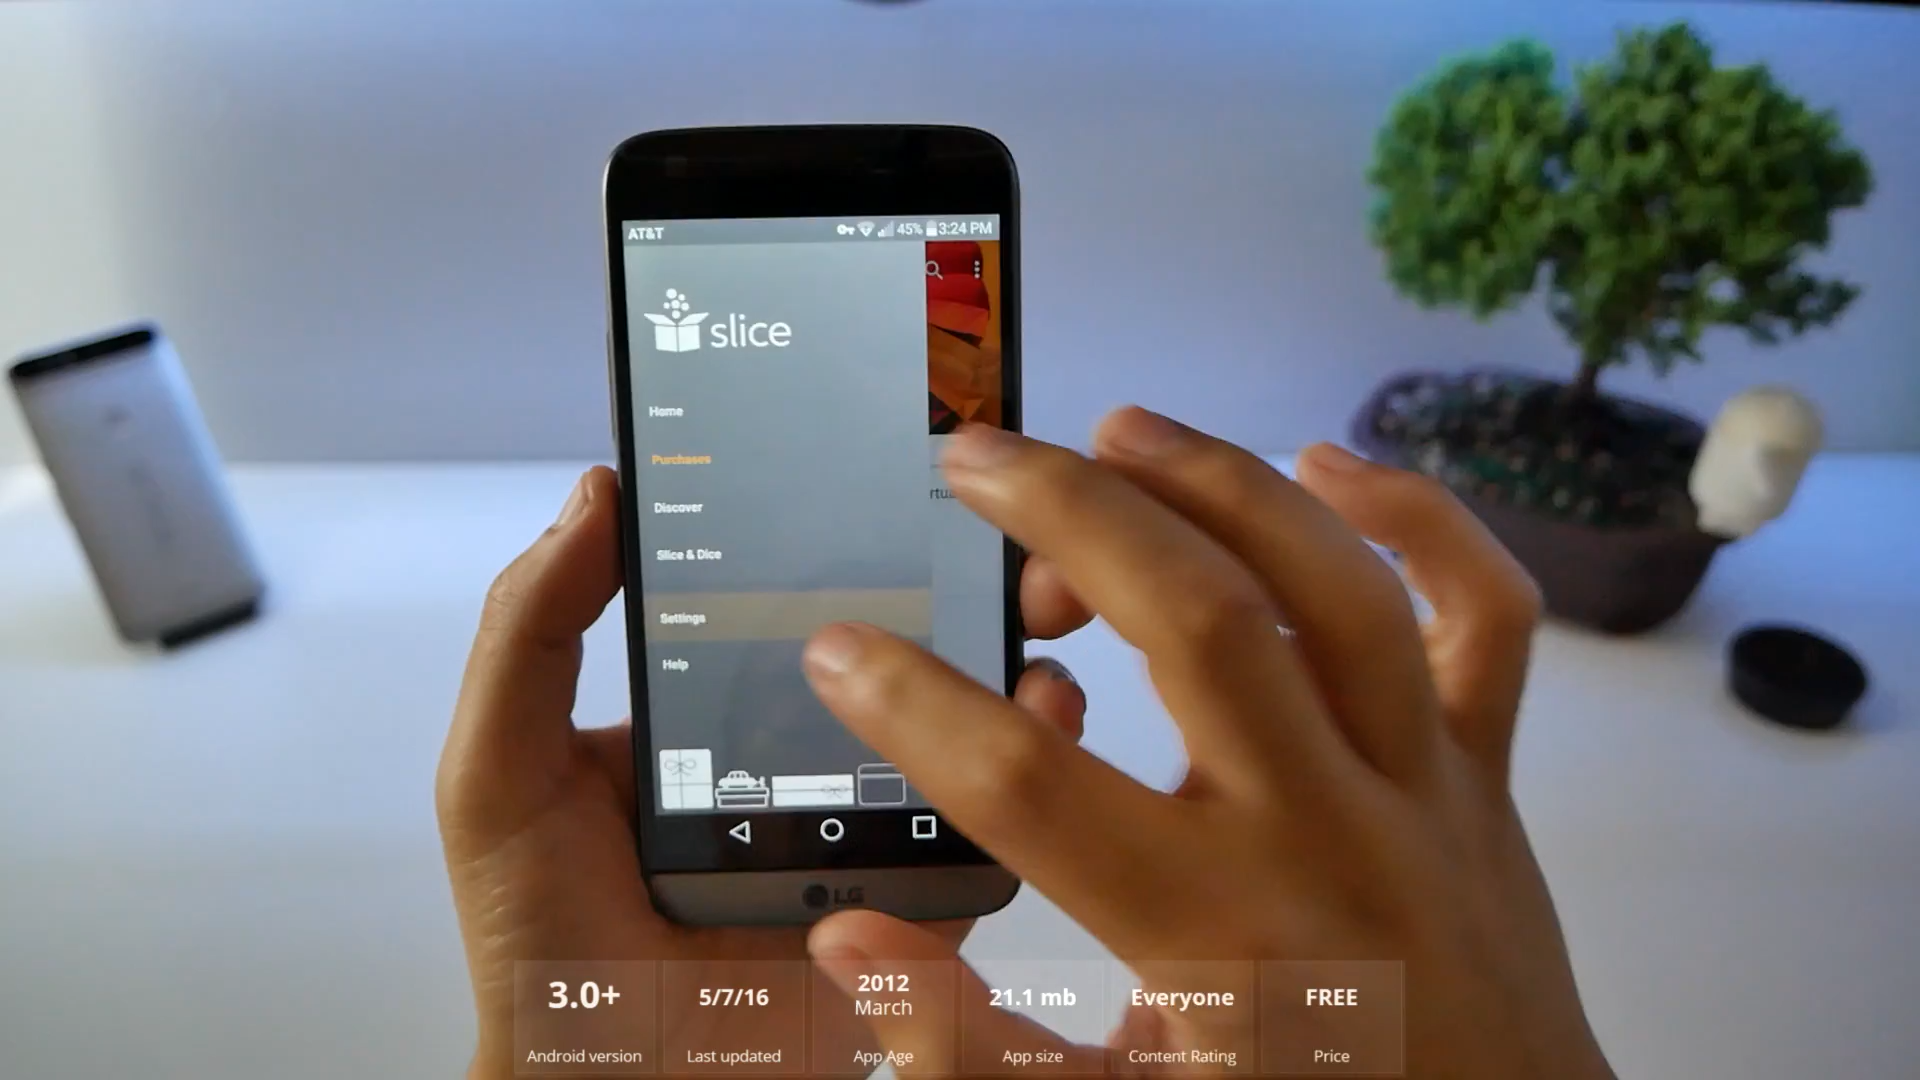 AT&T
45% 3:24 PM
slice
Home
Purchases
Discover
rtua
Slice & Dice
Settings
Help
LG
3.0+
Android version
5/7/16
Last updated
2012
March
App Age
21.1 mb
App size
Everyone
Content Rating
FREE
Price